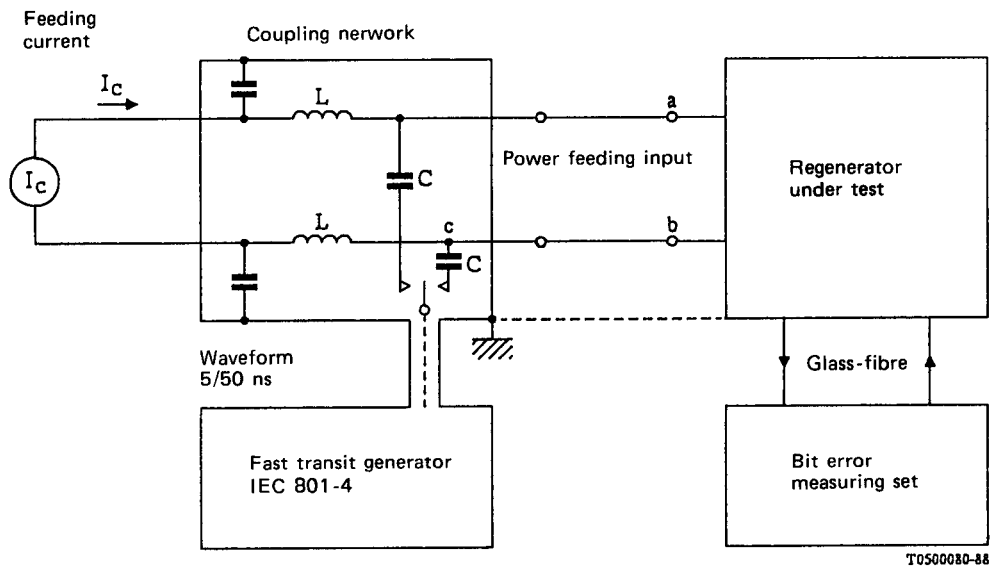 Feeding
current
Coupling nerwork
I_C
L
a
Power feeding input
Regenerator
under test
I_C
C
L
c
b
C
Waveform
5/50 ns
Glass-fibre
Fast transit generator
IEC 801-4
Bit error
measuring set
T0500080-88